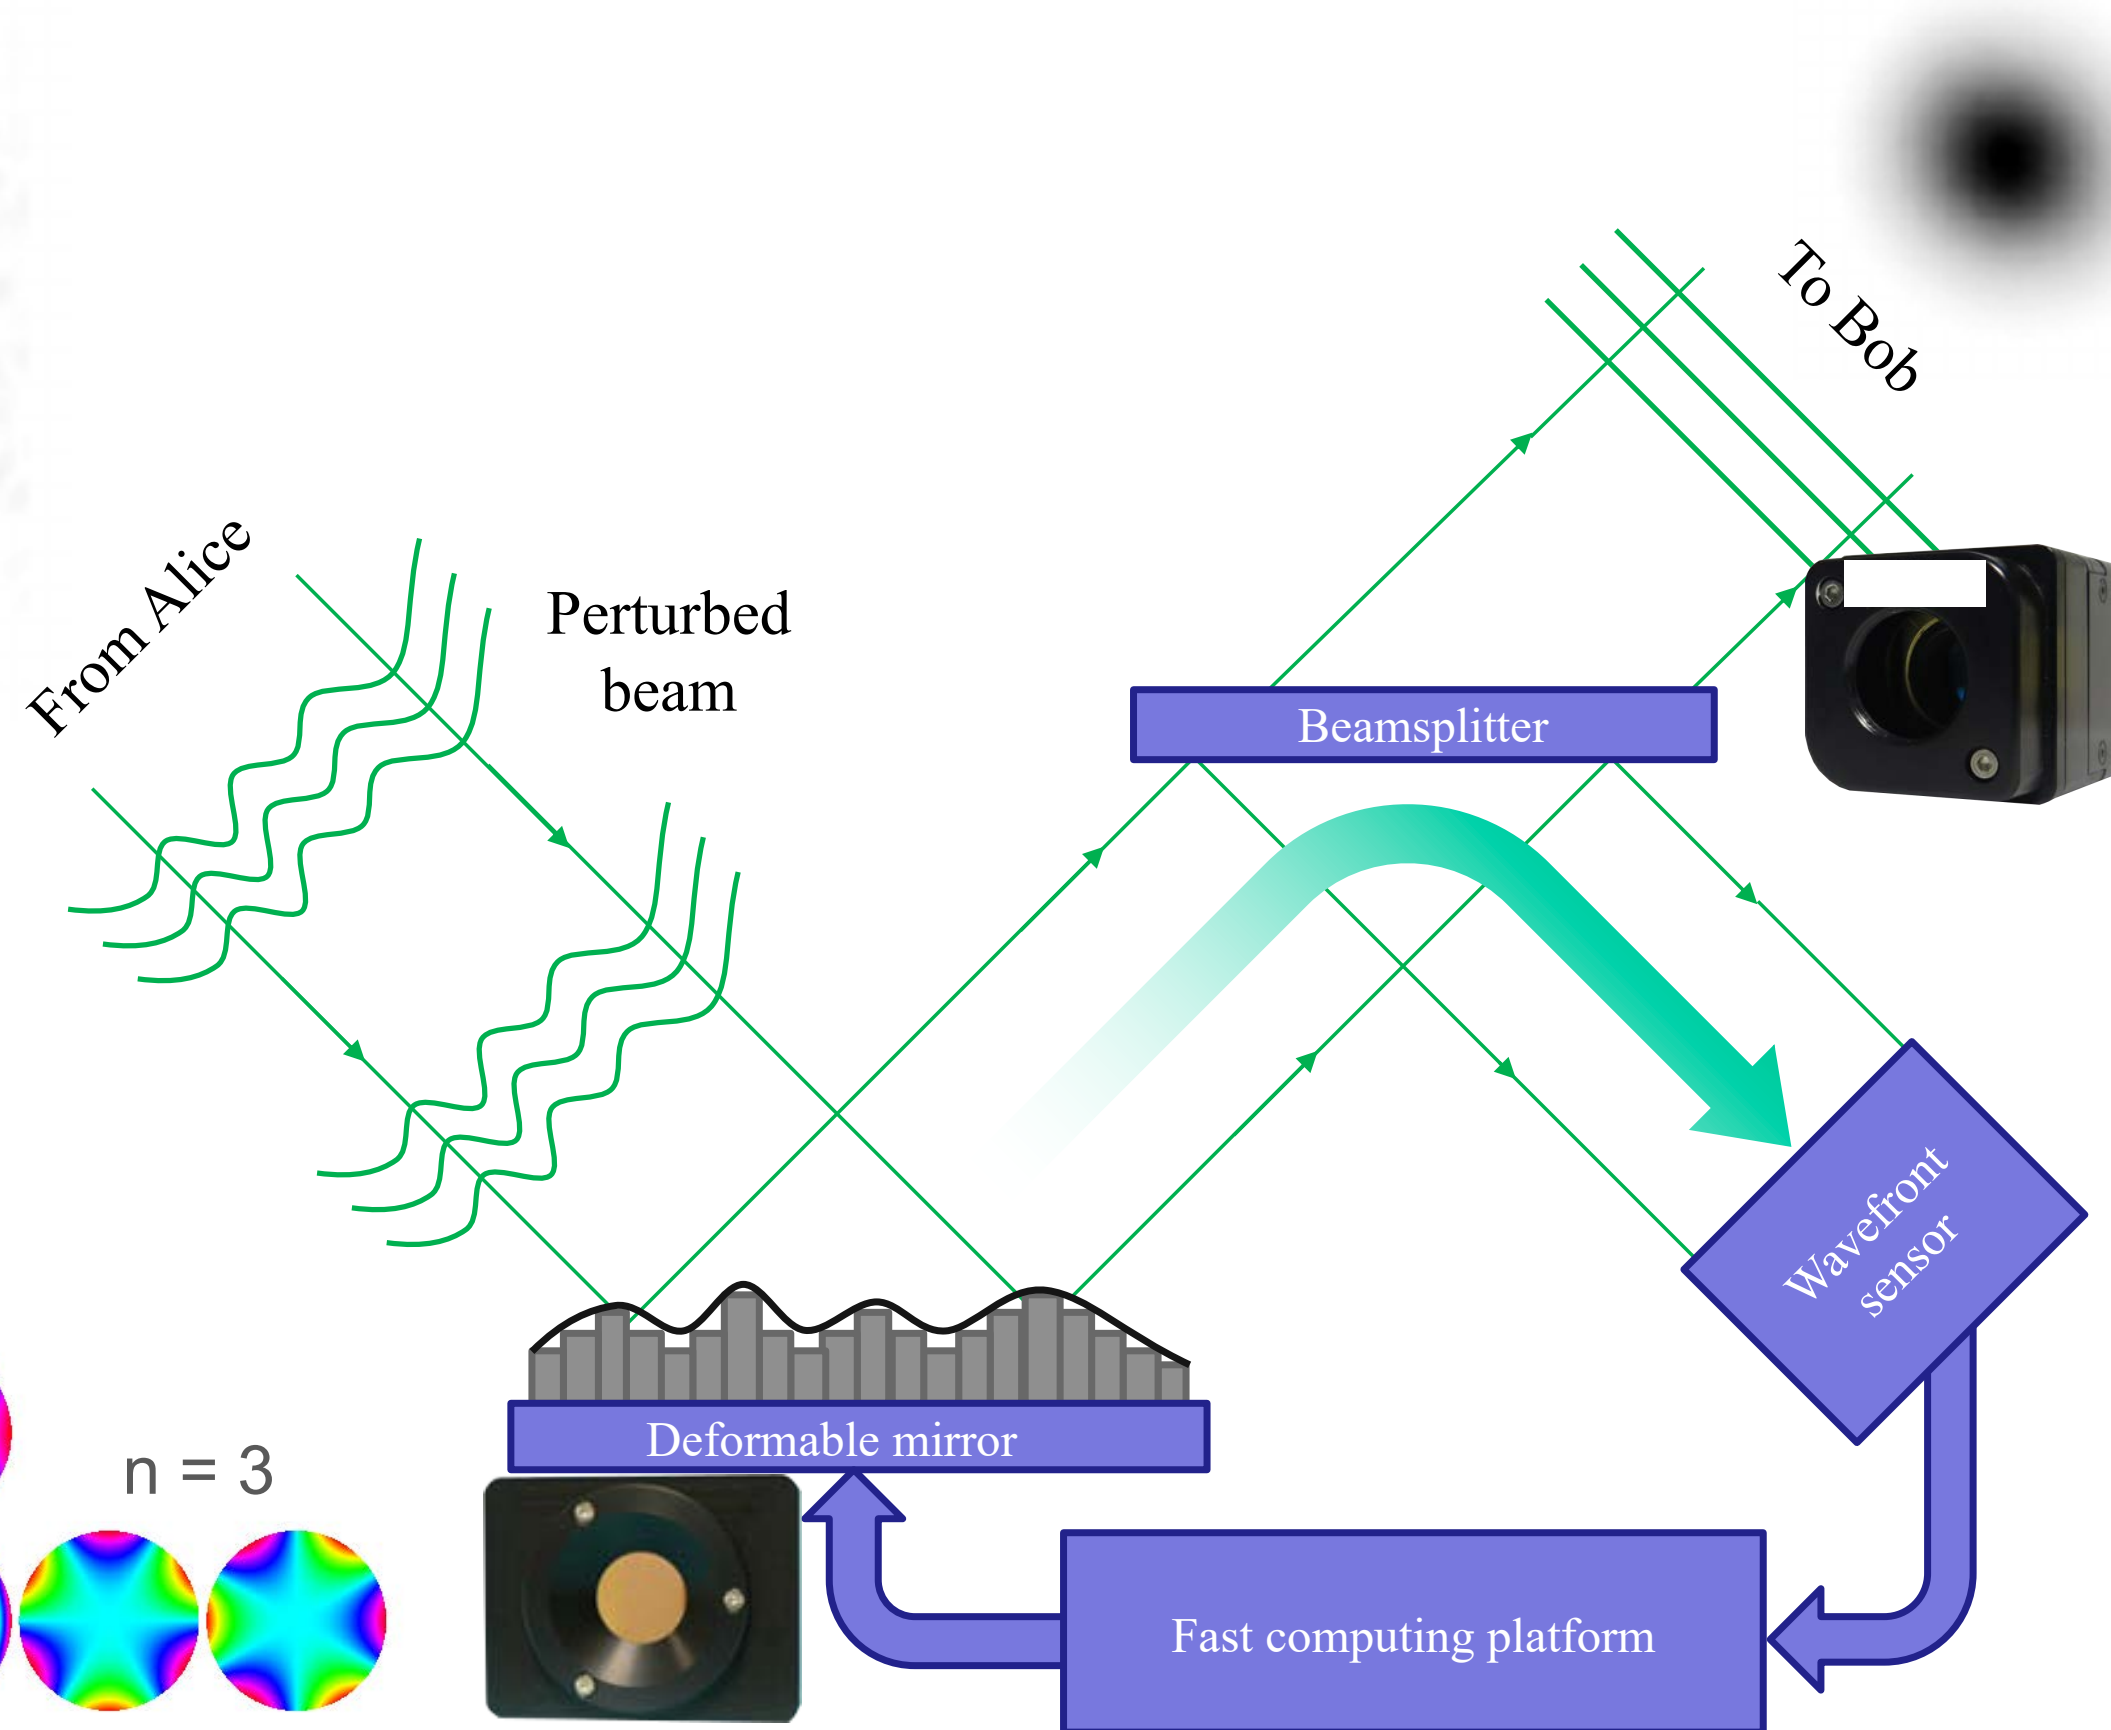 To Bob
From Alice
Perturbed
beam
Beamsplitter
Wavefront
sensor
Deformable mirror
n = 3
Fast computing platform